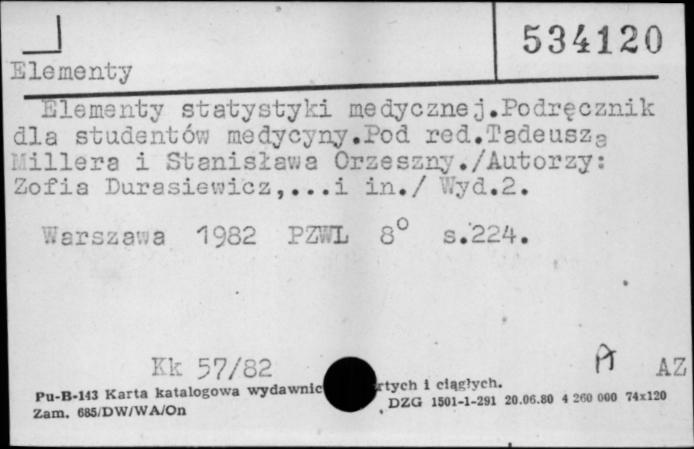 534120
Elementy
Elementy statystyki medycznej.Podręcznik
dla studentów medycyny.Pod red.Tadeusza
Millera i Stanisława Orzeszny./Autorzy:
Zofia Durasiewicz,...i in./ Wyd.2.
Warszawa 1982 PZWL 8° s.224.
Kk 57/82 A AZ
Pu-B-143 Karta katalogowa wydawnic rtych i ciągłych.
Zam. 685/DW/WA/On DZG 1501-1-291 20.06.80 4 260 000 74x120